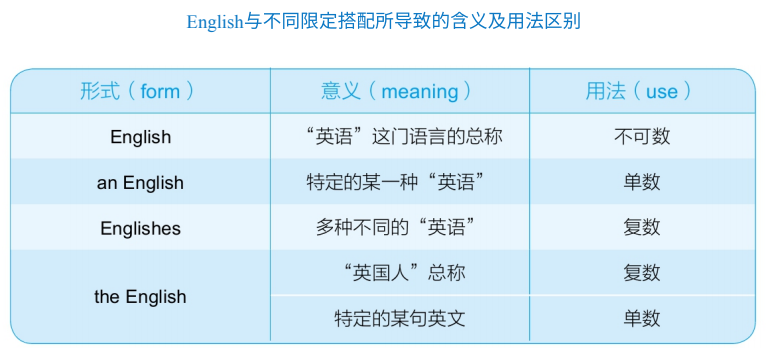 English与不同限定搭配所导致的含义及用法区别
形式（form） 意义（meaning） 用法（use）
English “英语”这门语言的总称 不可数
an English 特定的某一种“英语” 单数
Englishes 多种不同的“英语” 复数
the English “英国人”总称 复数
特定的某句英文 单数